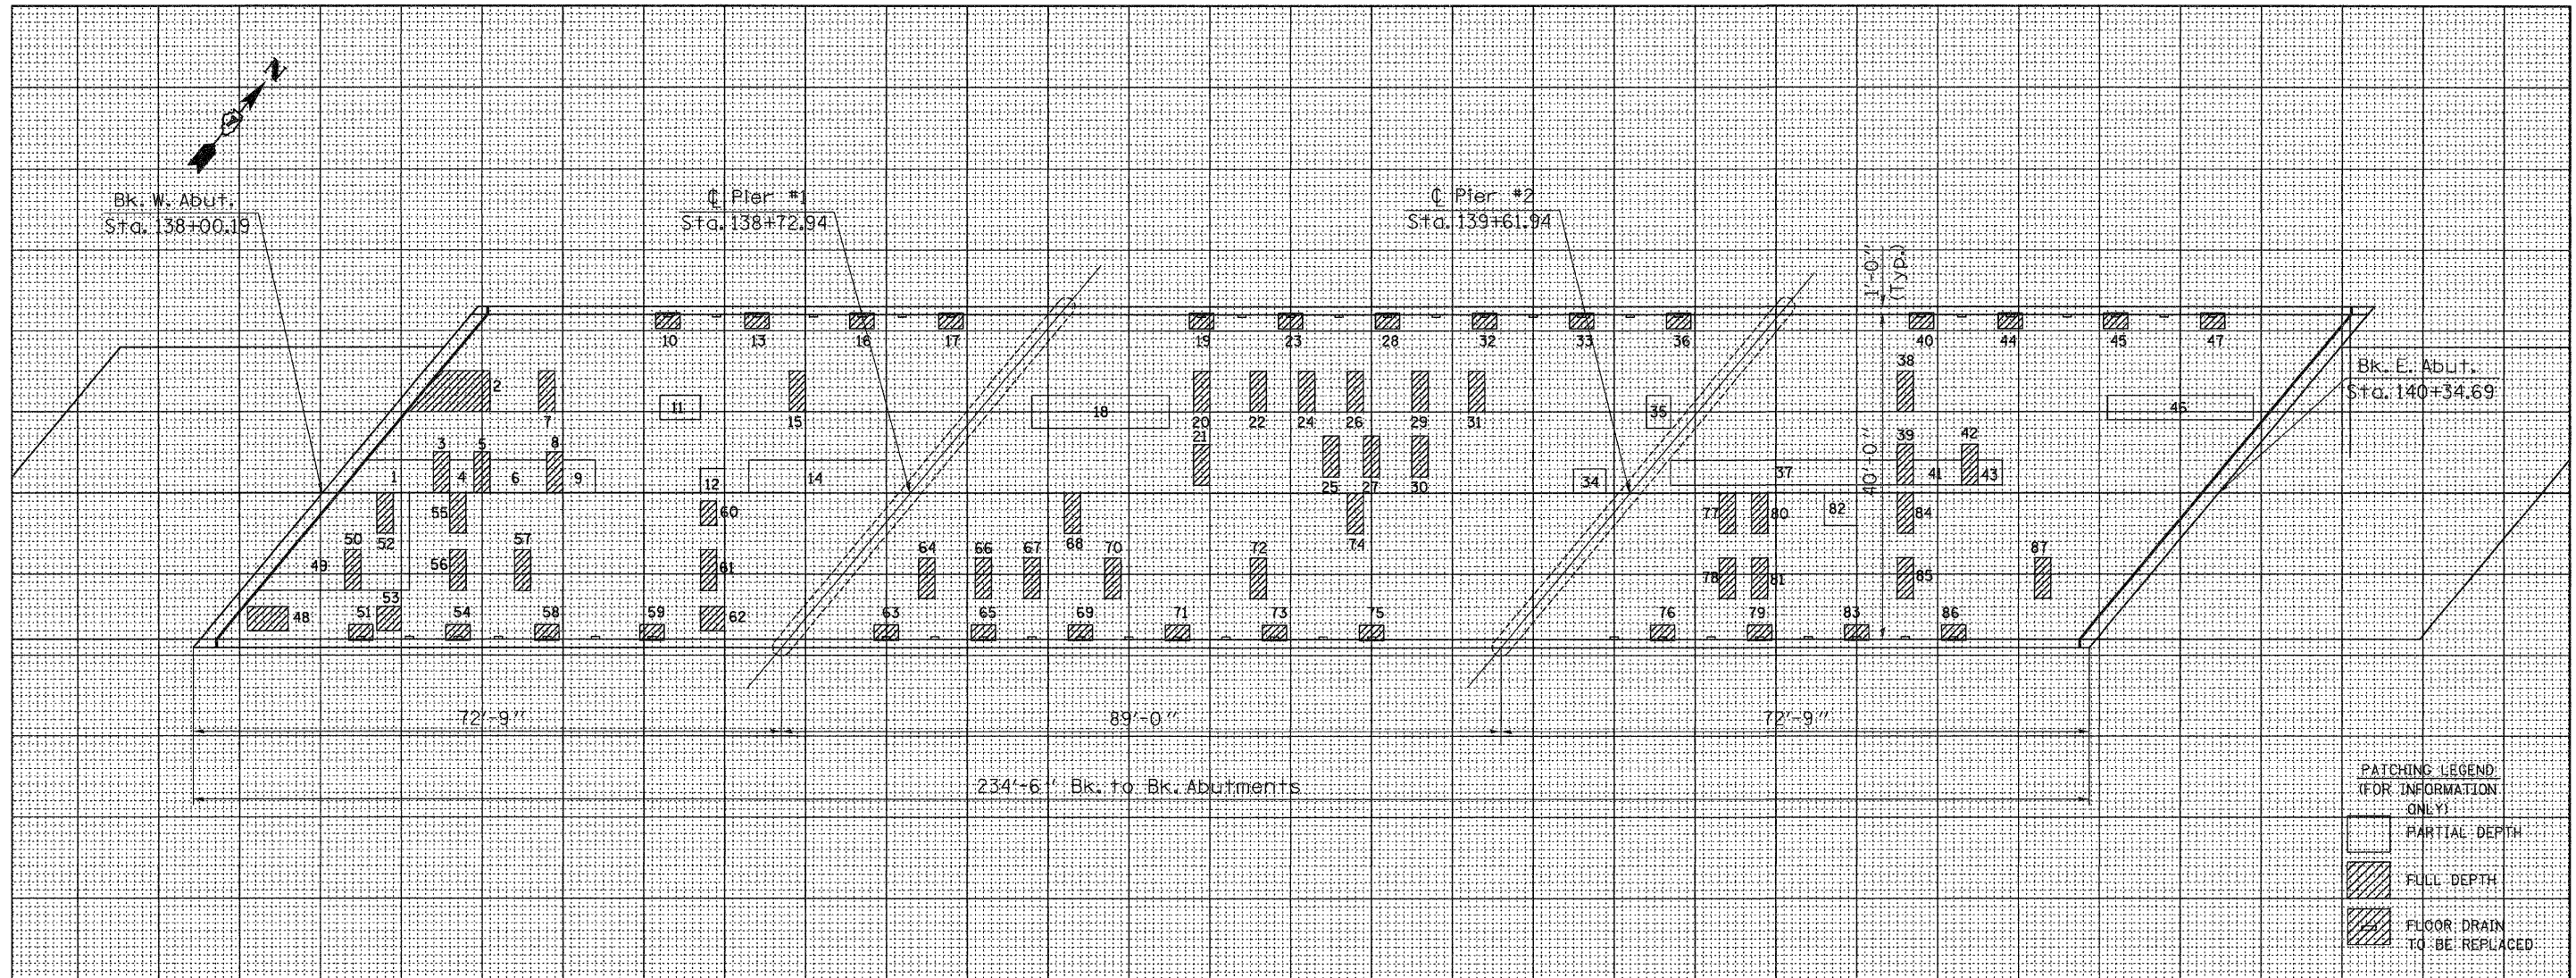 N
Bk. W. Abut.
Sta. 138+00.19
℄ Pier #1
Sta. 138+72.94
℄ Pier #2
Sta. 139+61.94
1'-0"
(Typ.)
10 13 16 17 19 23 28 32 33 36 40 44 45 47
Bk. E. Abut.
Sta. 140+34.69
38
2 7 11 15 18 35 46
20 22 24 26 29 31
21
3 5 8 39 42
1 4 6 9 12 14 34 37 41 43
25 27 30
40'-0"
55 60 77 80 82 84
52 68 74
50 57 64 66 67 70 72 87
49 56 61 78 81 85
53
48 51 54 58 59 62 63 65 69 71 73 75 76 79 83 86
72'-9"
89'-0"
72'-9"
234'-6" Bk. to Bk. Abutments
PATCHING LEGEND
(FOR INFORMATION
ONLY)
PARTIAL DEPTH
FULL DEPTH
FLOOR DRAIN
TO BE REPLACED